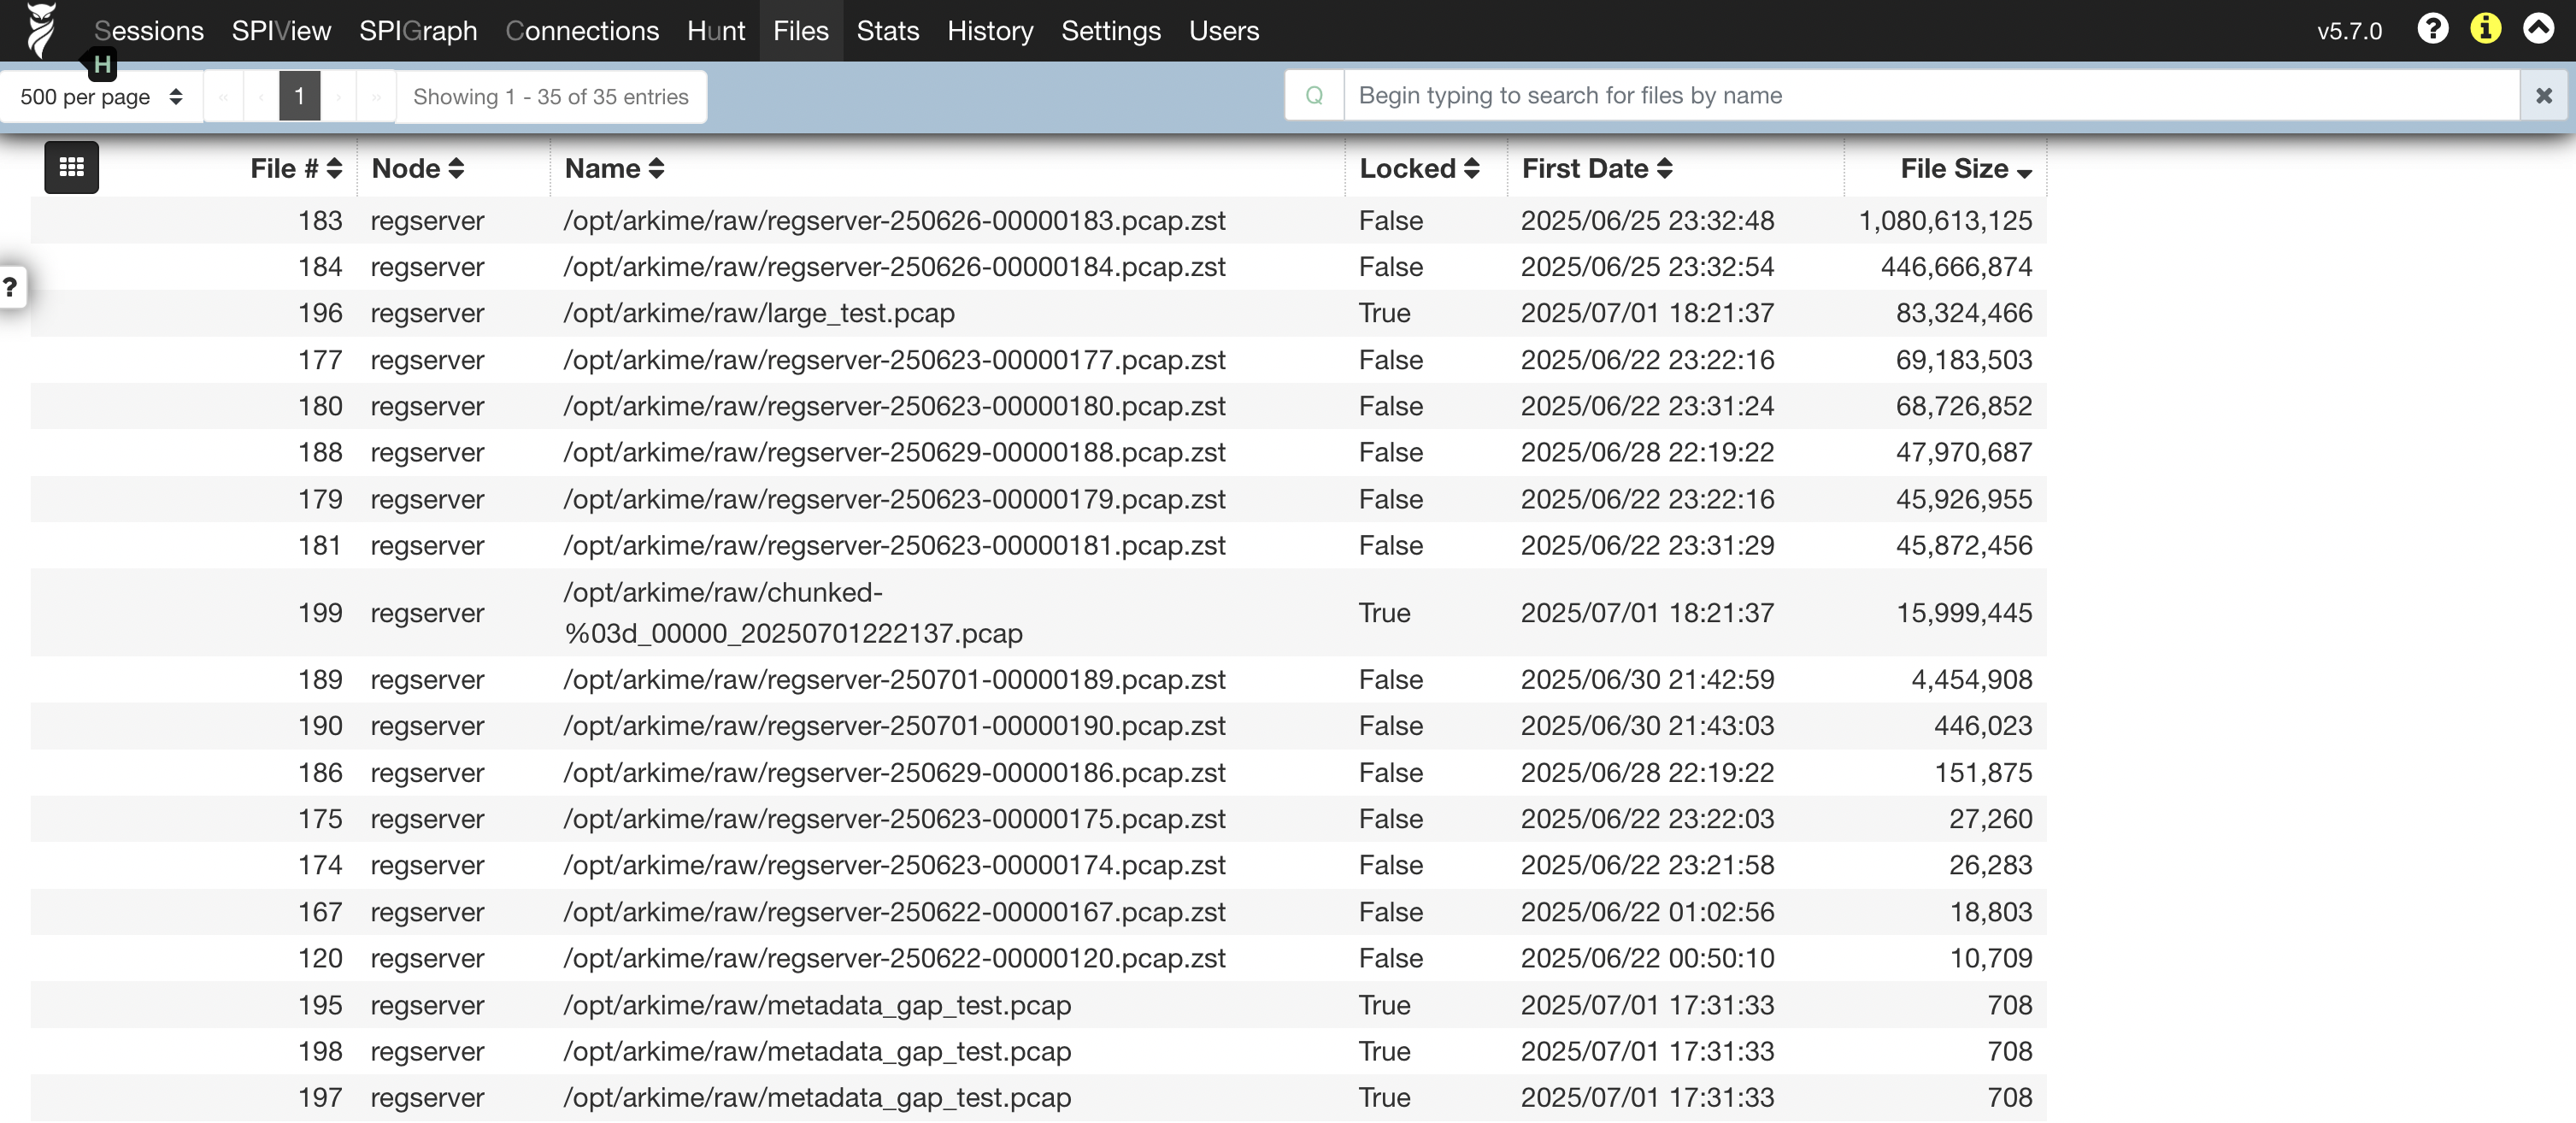 Sessions SPIView SPIGraph Connections Hunt Files Stats History Settings Users v5.7.0 ? i
H
500 per page « ‹ 1 › » Showing 1 - 35 of 35 entries Q Begin typing to search for files by name ✖
File # Node Name Locked First Date File Size
183 regserver /opt/arkime/raw/regserver-250626-00000183.pcap.zst False 2025/06/25 23:32:48 1,080,613,125
184 regserver /opt/arkime/raw/regserver-250626-00000184.pcap.zst False 2025/06/25 23:32:54 446,666,874
?
196 regserver /opt/arkime/raw/large_test.pcap True 2025/07/01 18:21:37 83,324,466
177 regserver /opt/arkime/raw/regserver-250623-00000177.pcap.zst False 2025/06/22 23:22:16 69,183,503
180 regserver /opt/arkime/raw/regserver-250623-00000180.pcap.zst False 2025/06/22 23:31:24 68,726,852
188 regserver /opt/arkime/raw/regserver-250629-00000188.pcap.zst False 2025/06/28 22:19:22 47,970,687
179 regserver /opt/arkime/raw/regserver-250623-00000179.pcap.zst False 2025/06/22 23:22:16 45,926,955
181 regserver /opt/arkime/raw/regserver-250623-00000181.pcap.zst False 2025/06/22 23:31:29 45,872,456
199 regserver /opt/arkime/raw/chunked-
%03d_00000_20250701222137.pcap True 2025/07/01 18:21:37 15,999,445
189 regserver /opt/arkime/raw/regserver-250701-00000189.pcap.zst False 2025/06/30 21:42:59 4,454,908
190 regserver /opt/arkime/raw/regserver-250701-00000190.pcap.zst False 2025/06/30 21:43:03 446,023
186 regserver /opt/arkime/raw/regserver-250629-00000186.pcap.zst False 2025/06/28 22:19:22 151,875
175 regserver /opt/arkime/raw/regserver-250623-00000175.pcap.zst False 2025/06/22 23:22:03 27,260
174 regserver /opt/arkime/raw/regserver-250623-00000174.pcap.zst False 2025/06/22 23:21:58 26,283
167 regserver /opt/arkime/raw/regserver-250622-00000167.pcap.zst False 2025/06/22 01:02:56 18,803
120 regserver /opt/arkime/raw/regserver-250622-00000120.pcap.zst False 2025/06/22 00:50:10 10,709
195 regserver /opt/arkime/raw/metadata_gap_test.pcap True 2025/07/01 17:31:33 708
198 regserver /opt/arkime/raw/metadata_gap_test.pcap True 2025/07/01 17:31:33 708
197 regserver /opt/arkime/raw/metadata_gap_test.pcap True 2025/07/01 17:31:33 708